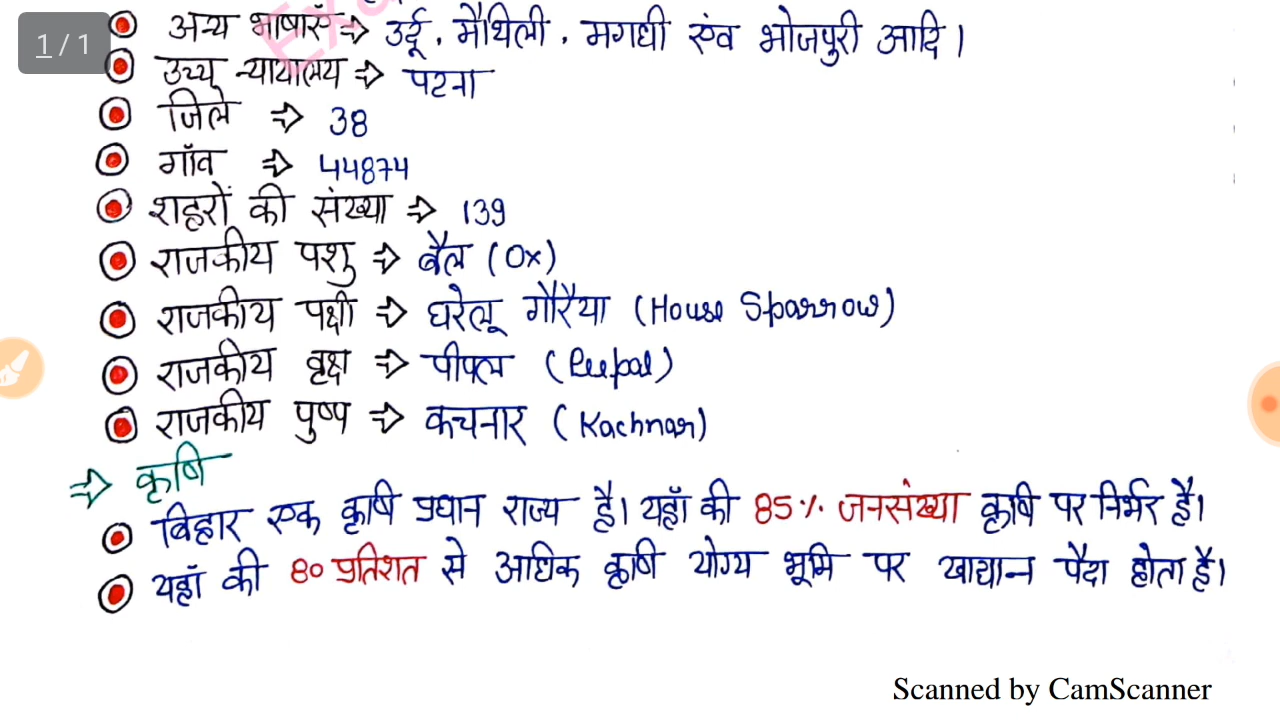 1 / 1
अन्य भाषाएँ ⇒ उर्दू, मैथिली, मगधी एंव भोजपुरी आदि।
उच्च न्यायालय ⇒ पटना
जिले ⇒ 38
गाँव ⇒ 44874
शहरों की संख्या ⇒ 139
राजकीय पशु ⇒ बैल (Ox)
राजकीय पक्षी ⇒ घरेलू गौरैया (House Sparrow)
राजकीय वृक्ष ⇒ पीपल (Peepal)
राजकीय पुष्प ⇒ कचनार (Kachnar)
⇒ कृषि
बिहार एक कृषि प्रधान राज्य है। यहाँ की 85% जनसंख्या कृषि पर निर्भर है।
यहाँ की 80 प्रतिशत से अधिक कृषि योग्य भूमि पर खाद्यान पैदा होता है।
Scanned by CamScanner